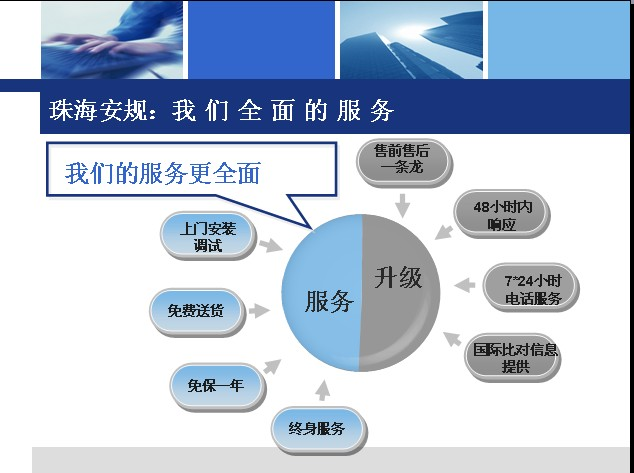 珠海安规：我 们 全 面 的 服 务
我们的服务更全面
售前售后
一条龙
48小时内
响应
7*24小时
电话服务
国际比对信息
提供
上门安装
调试
免费送货
免保一年
终身服务
服务
升级